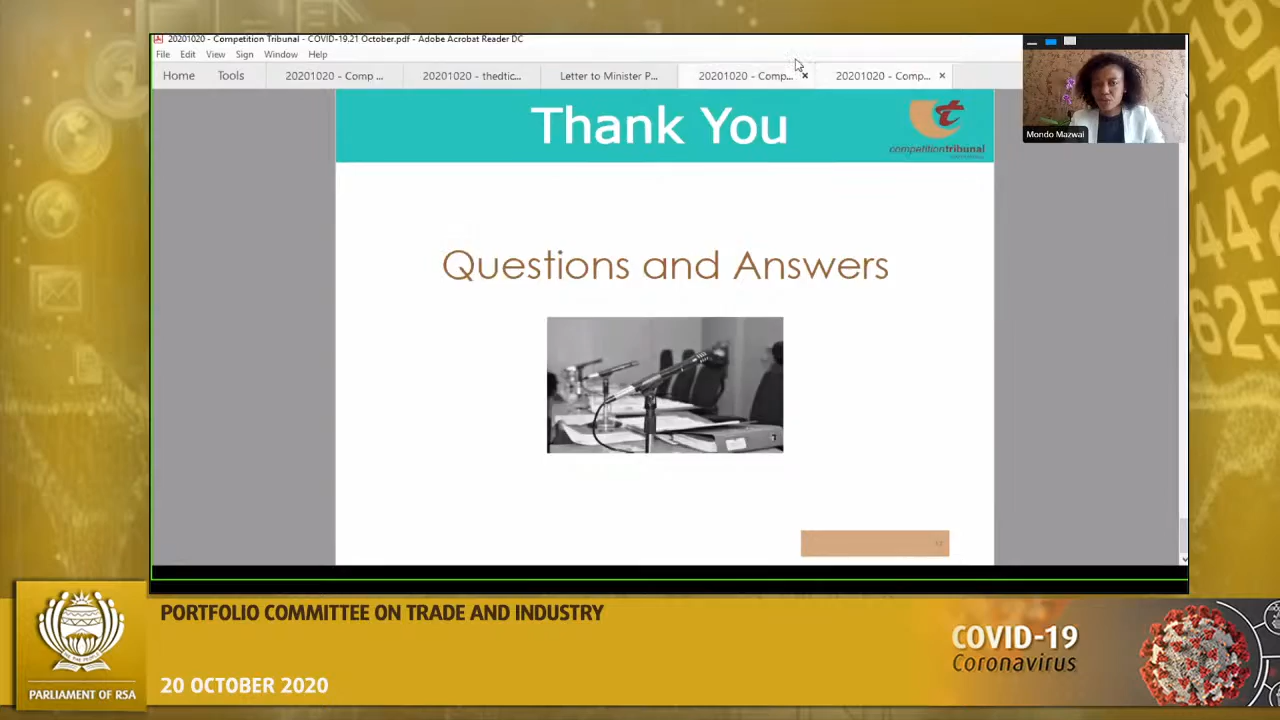 20201020 - Competition Tribunal - COVID-19.21 October.pdf - Adobe Acrobat Reader DC
File Edit View Sign Window Help
Home Tools 20201020 - Comp ... 20201020 - thedtic... Letter to Minister P... 20201020 - Comp... × 20201020 - Comp... ×
Thank You
competitiontribunal
Mondo Mazwai
Questions and Answers
PORTFOLIO COMMITTEE ON TRADE AND INDUSTRY
20 OCTOBER 2020
PARLIAMENT OF RSA
COVID-19
Coronavirus